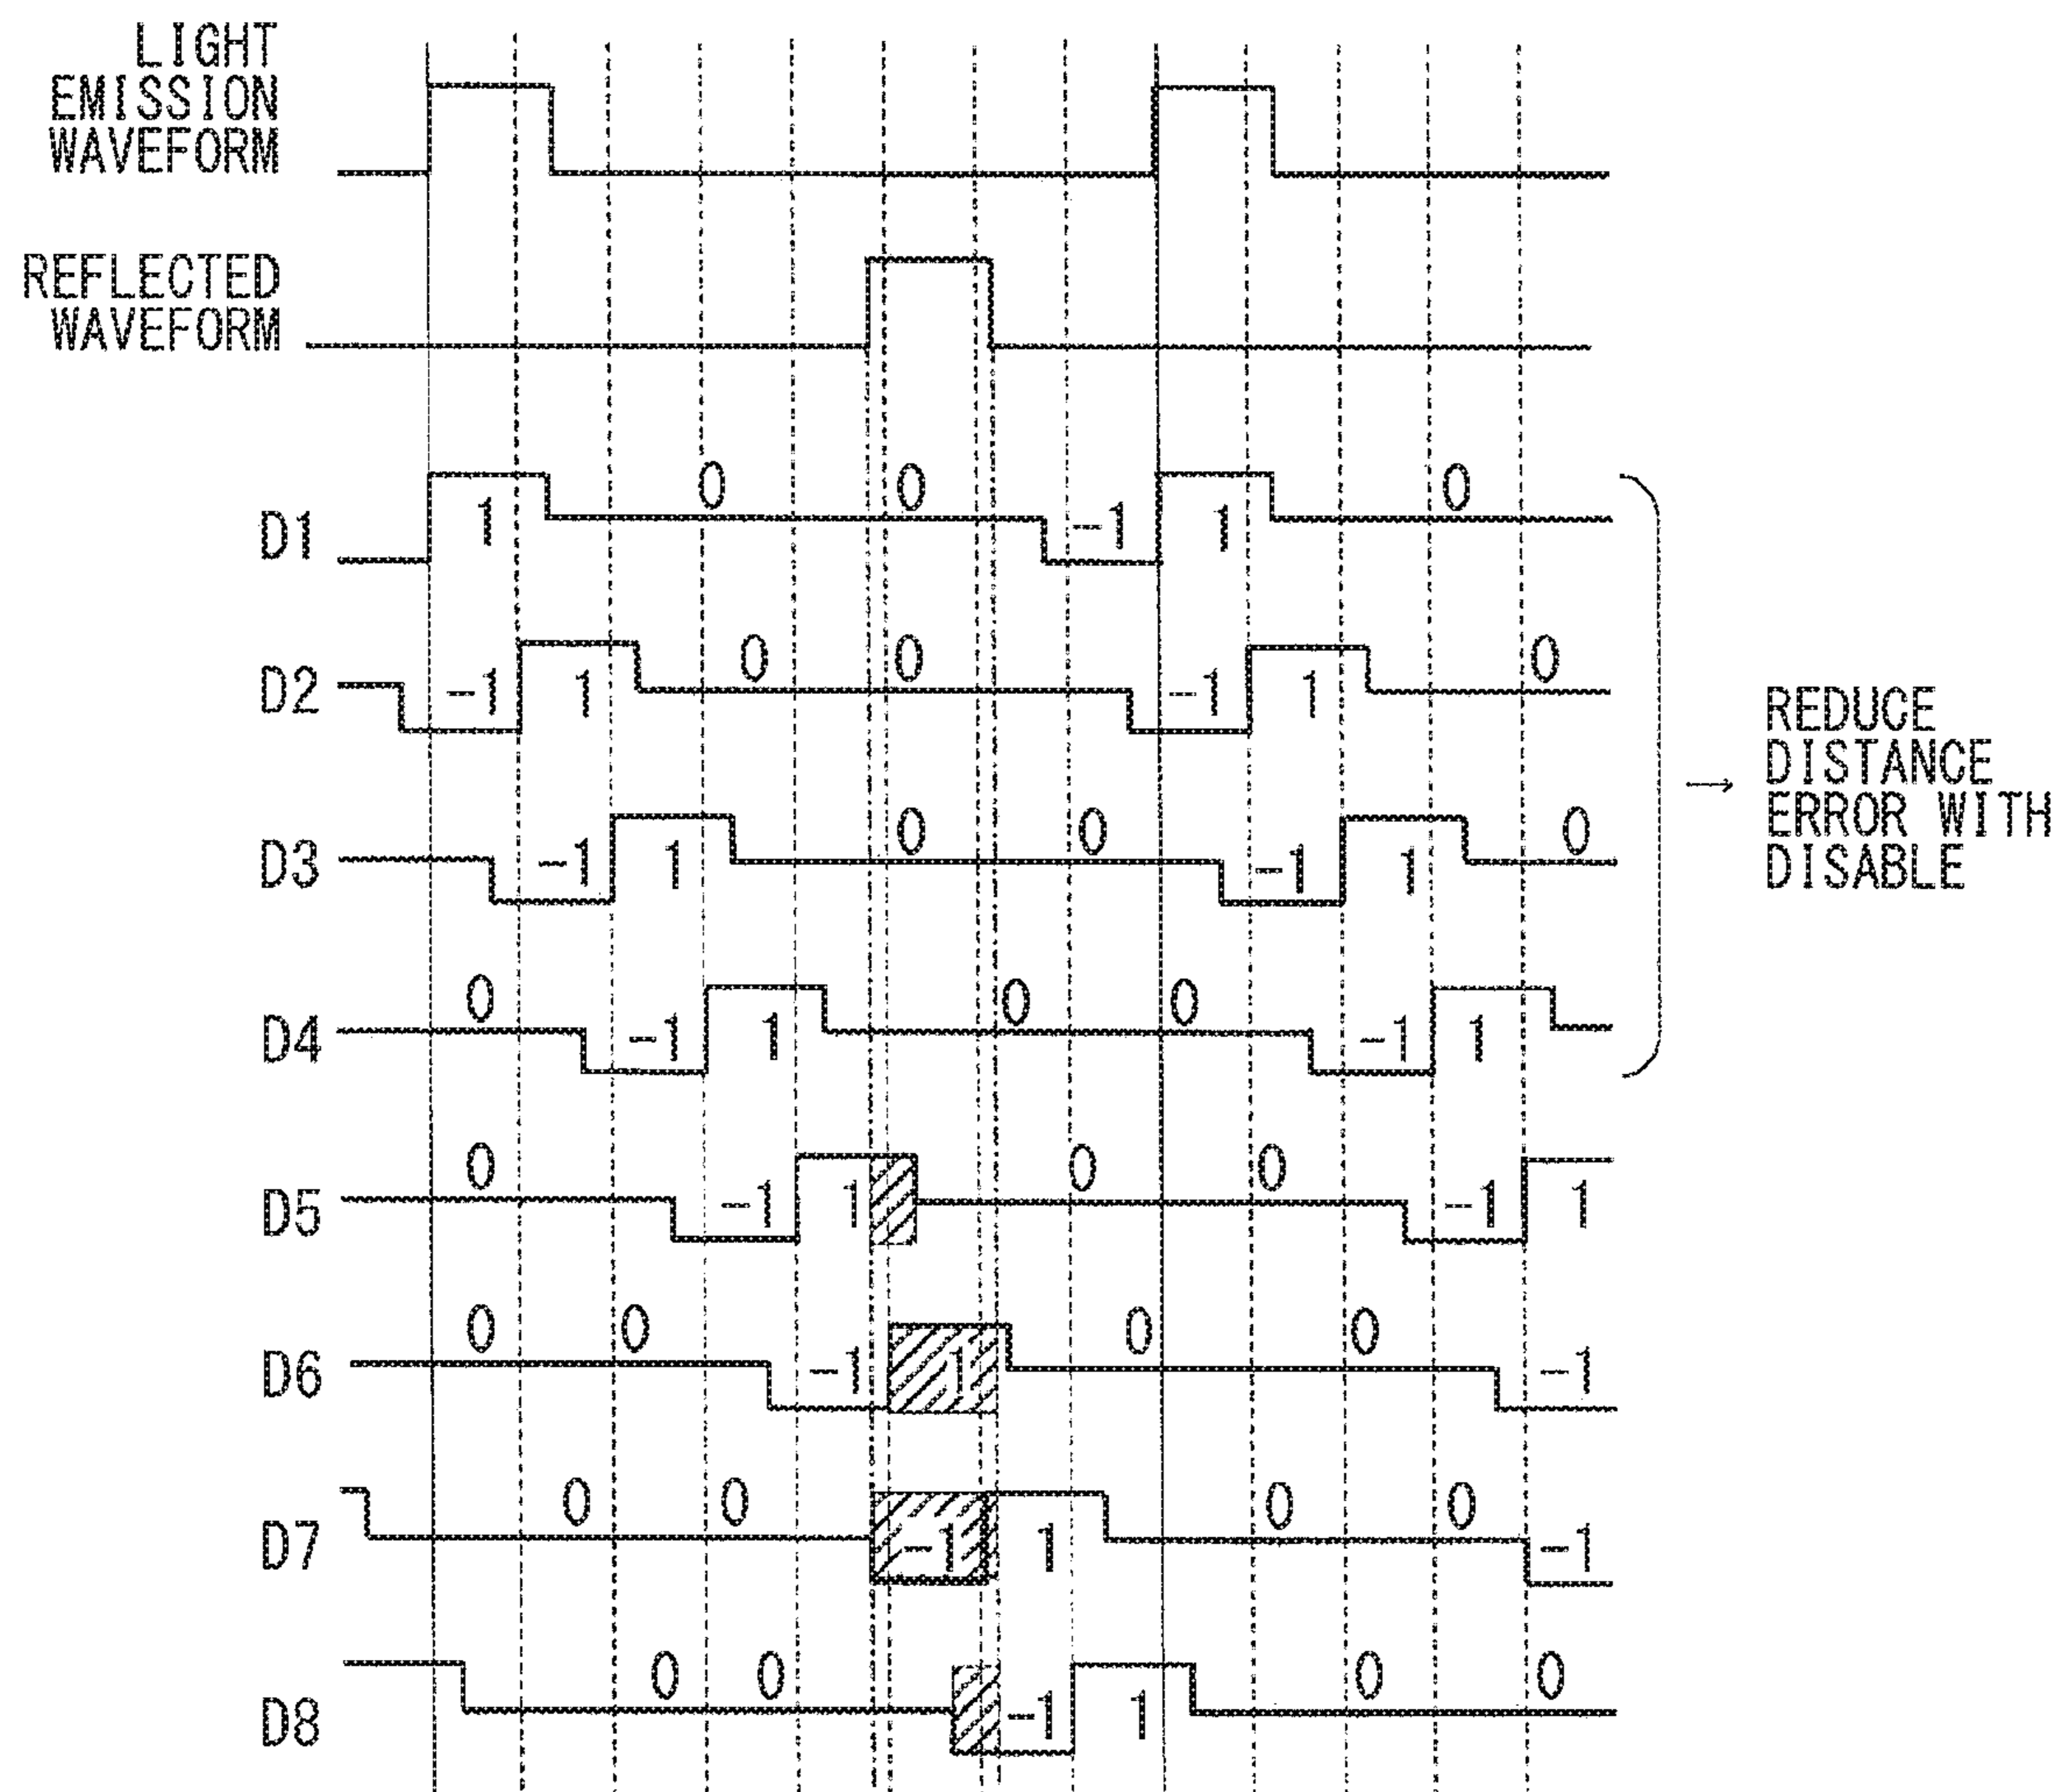 LIGHT
EMISSION
WAVEFORM
REFLECTED
WAVEFORM
D1 1 0 0 -1 1 0
D2 -1 1 0 0 -1 1 0
D3 -1 1 0 0 -1 1 0
D4 0 -1 1 0 0 -1 1
D5 0 -1 1 0 0 -1 1
D6 0 0 -1 1 0 0 -1
D7 0 0 -1 1 0 0 -1
D8 0 0 -1 1 0 0
→ REDUCE
DISTANCE
ERROR WITH
DISABLE